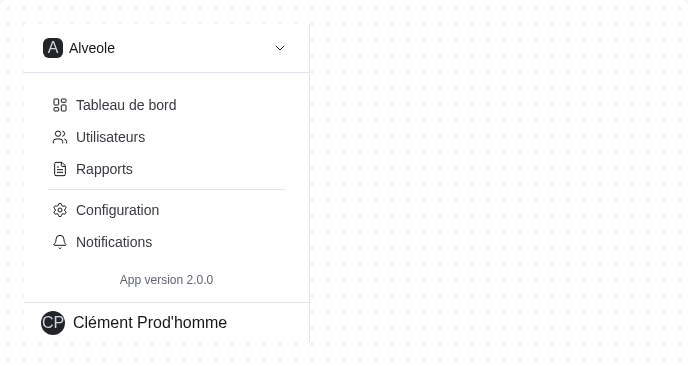 A Alveole
Tableau de bord
Utilisateurs
Rapports
Configuration
Notifications
App version 2.0.0
CP Clément Prod'homme